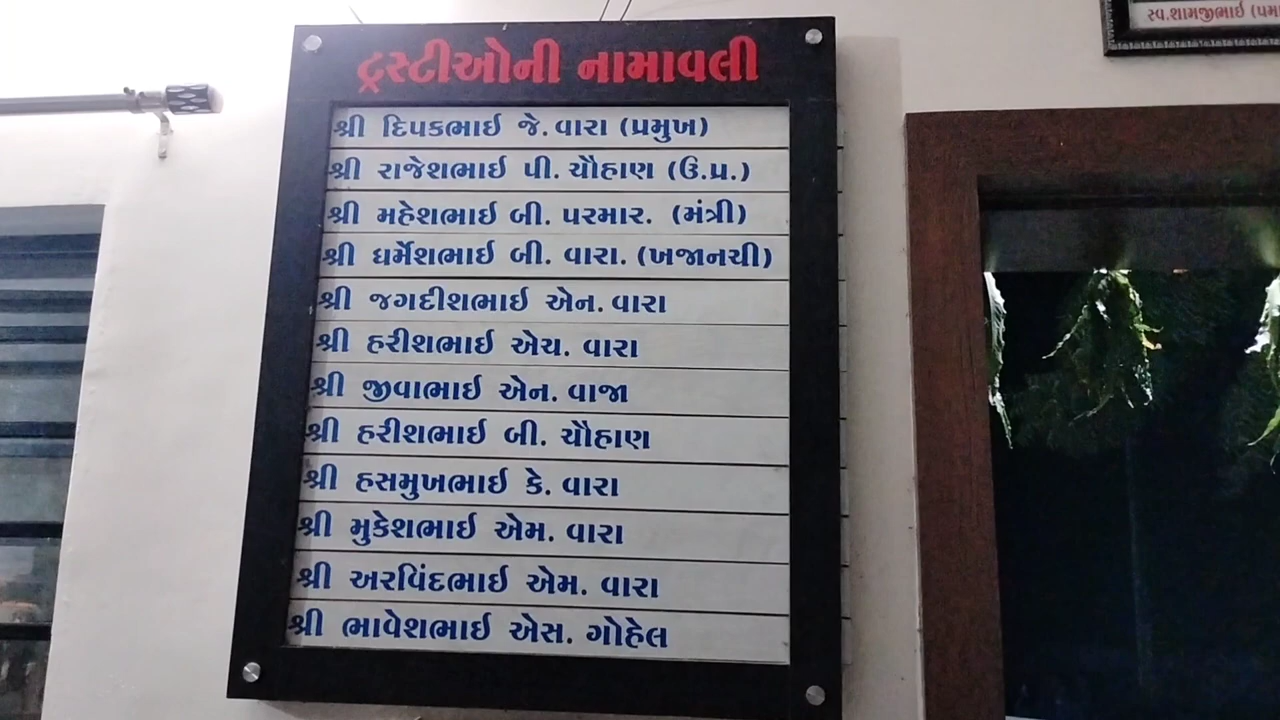 ટ્રસ્ટીઓની નામાવલી
શ્રી દિપકભાઈ જે. વારા (પ્રમુખ)
શ્રી રાજેશભાઈ પી. ચૌહાણ (ઉ.પ્ર.)
શ્રી મહેશભાઈ બી. પરમાર. (મંત્રી)
શ્રી ધર્મેશભાઈ બી. વારા. (ખજાનચી)
શ્રી જગદીશભાઈ એન. વારા
શ્રી હરીશભાઈ એચ. વારા
શ્રી જીવાભાઈ એન. વાજા
શ્રી હરીશભાઈ બી. ચૌહાણ
શ્રી હસમુખભાઈ કે. વારા
શ્રી મુકેશભાઈ એમ. વારા
શ્રી અરવિંદભાઈ એમ. વારા
શ્રી ભાવેશભાઈ એસ. ગોહેલ
સ્વ.શામજીભાઈ